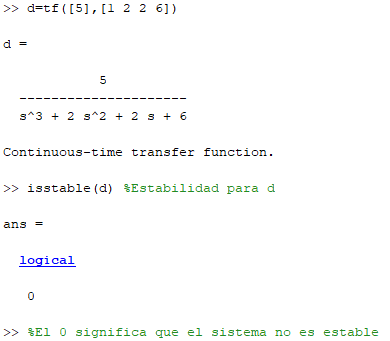 >> d=tf([5],[1 2 2 6])
d =
5
---------------------
s^3 + 2 s^2 + 2 s + 6
Continuous-time transfer function.
>> isstable(d) %Estabilidad para d
ans =
logical
0
>> %El 0 significa que el sistema no es estable